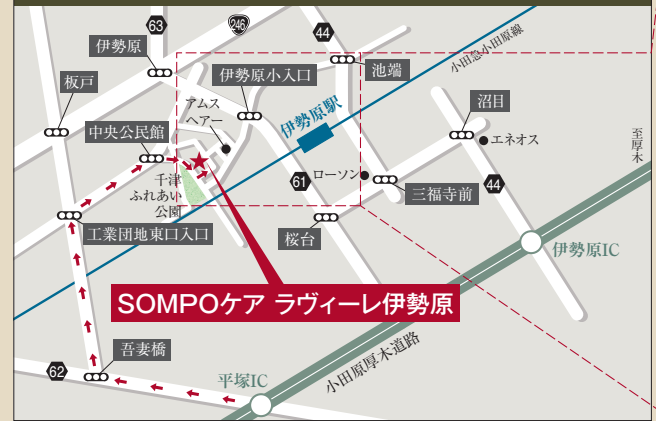 63
246
44
伊勢原
小田急小田原線
板戸
伊勢原小入口
池端
アムス
ヘアー
伊勢原駅
沼目
中央公民館
エネオス
至厚木
千津
ふれあい
公園
61
ローソン
44
三福寺前
工業団地東口入口
桜台
伊勢原IC
SOMPOケア ラヴィーレ伊勢原
吾妻橋
62
小田原厚木道路
平塚IC